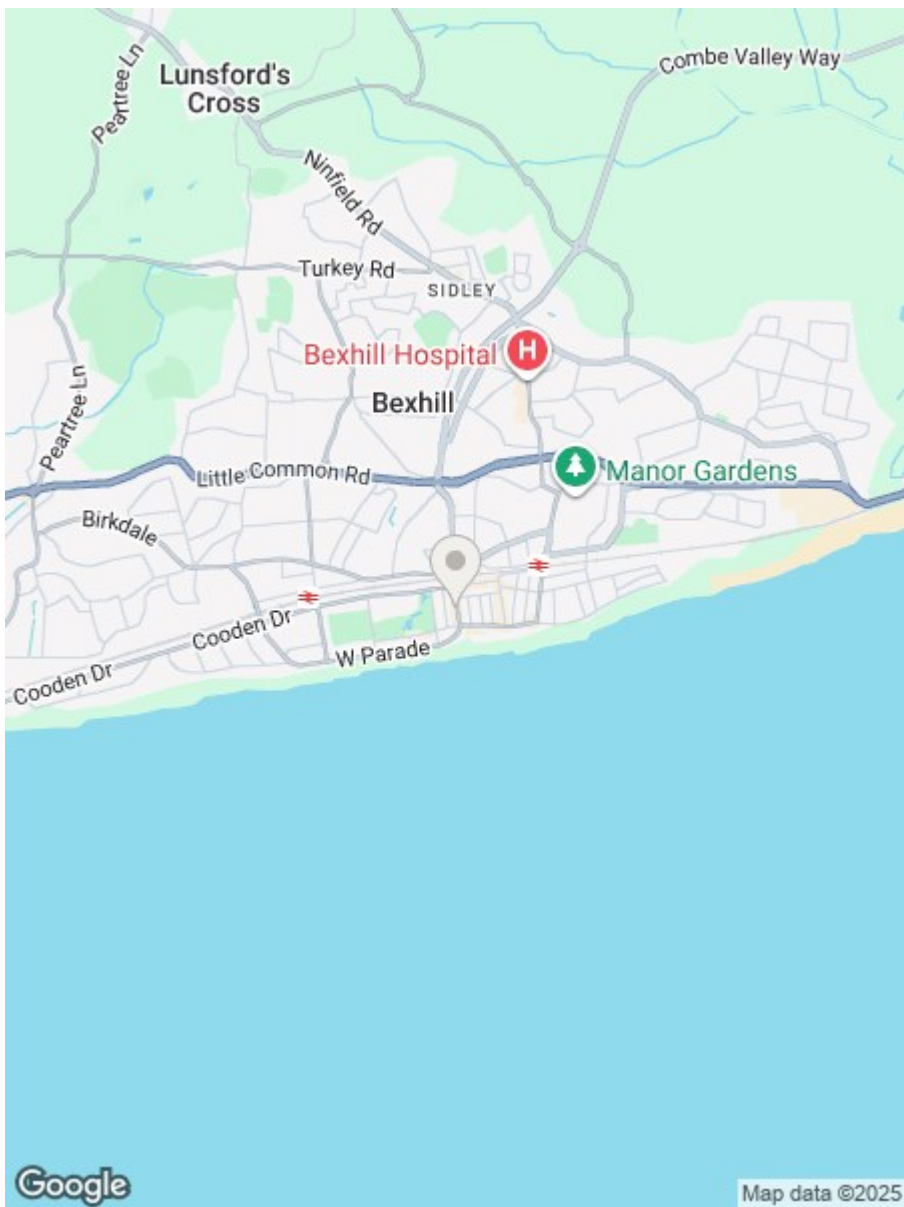 Combe Valley Way
Lunsford's
Cross
Peartree Ln
Ninfield Rd
Turkey Rd
SIDLEY
Bexhill Hospital
H
Bexhill
Peartree Ln
Little Common Rd
Manor Gardens
Birkdale
Cooden Dr
W Parade
Cooden Dr
Google
Map data ©2025